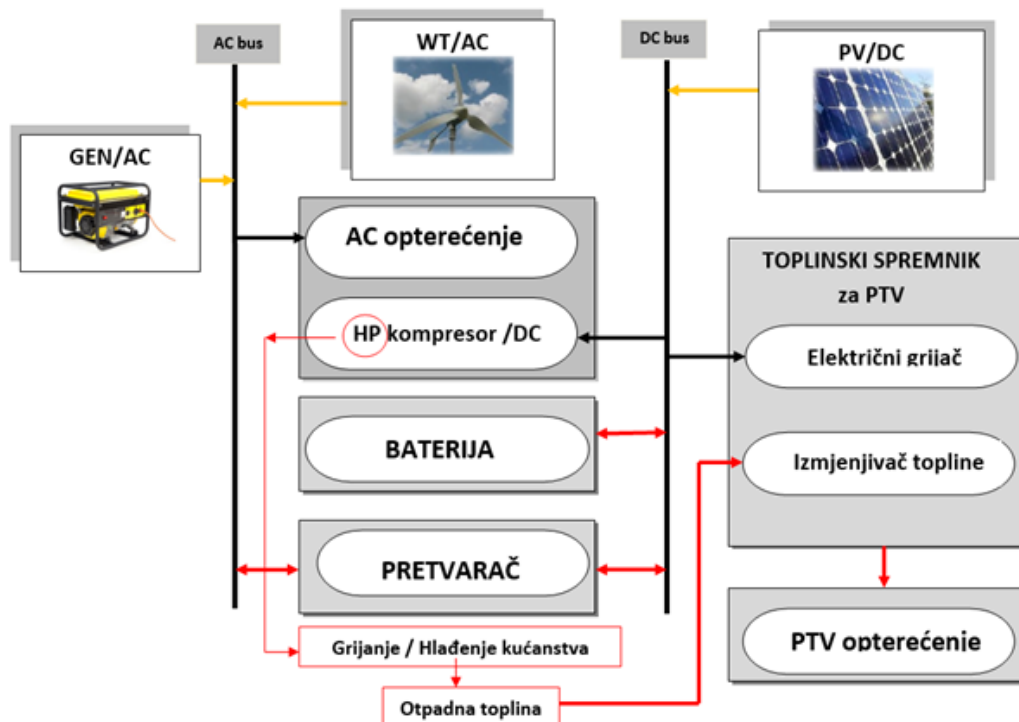 AC bus
WT/AC
DC bus
PV/DC
GEN/AC
AC opterećenje
HP kompresor /DC
TOPLINSKI SPREMNIK
za PTV
Električni grijač
Izmjenjivač topline
BATERIJA
PRETVARAČ
PTV opterećenje
Grijanje / Hlađenje kućanstva
Otpadna toplina